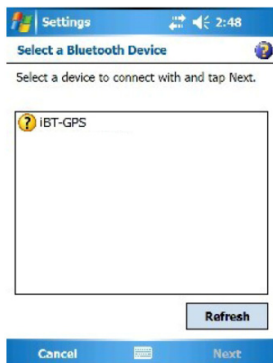 Settings 2:48
Select a Bluetooth Device
Select a device to connect with and tap Next.
iBT-GPS
Refresh
Cancel Next